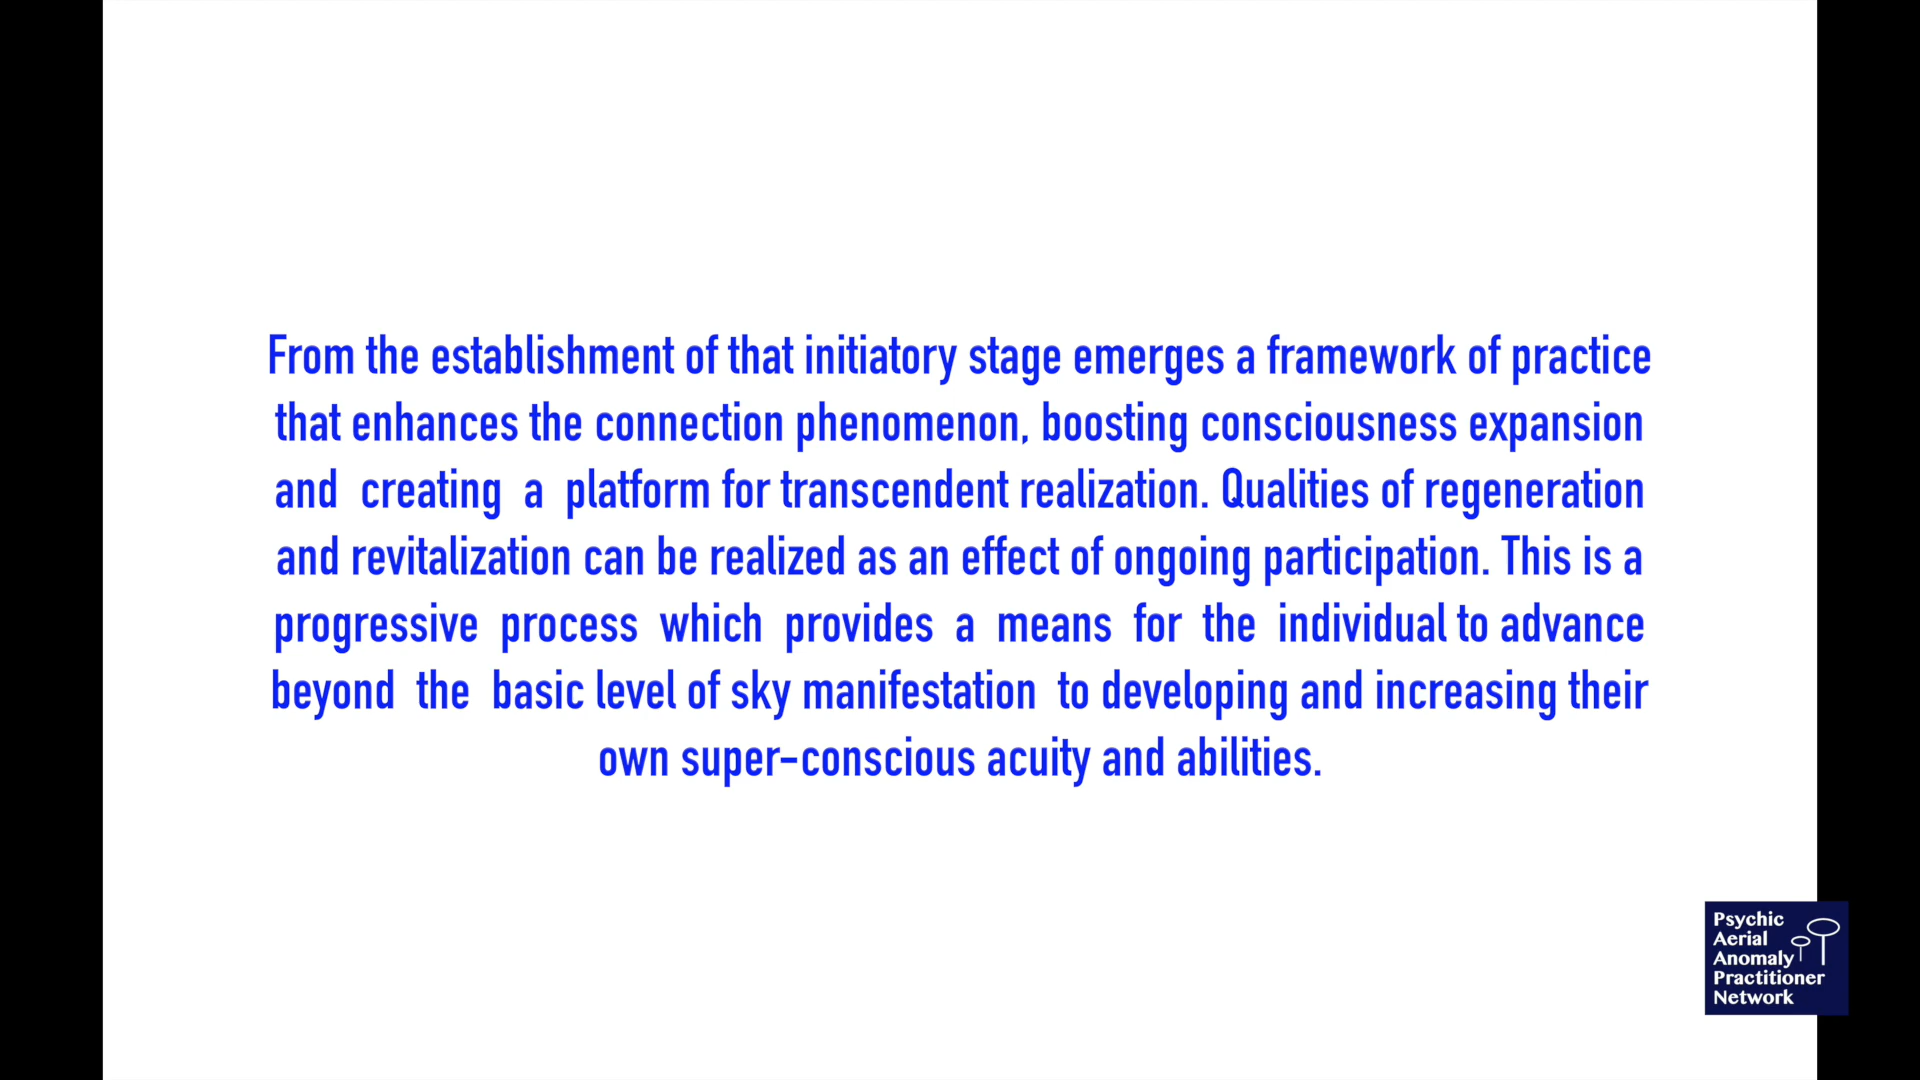 From the establishment of that initiatory stage emerges a framework of practice
that enhances the connection phenomenon, boosting consciousness expansion
and creating a platform for transcendent realization. Qualities of regeneration
and revitalization can be realized as an effect of ongoing participation. This is a
progressive process which provides a means for the individual to advance
beyond the basic level of sky manifestation to developing and increasing their
own super-conscious acuity and abilities.
Psychic
Aerial
Anomaly
Practitioner
Network